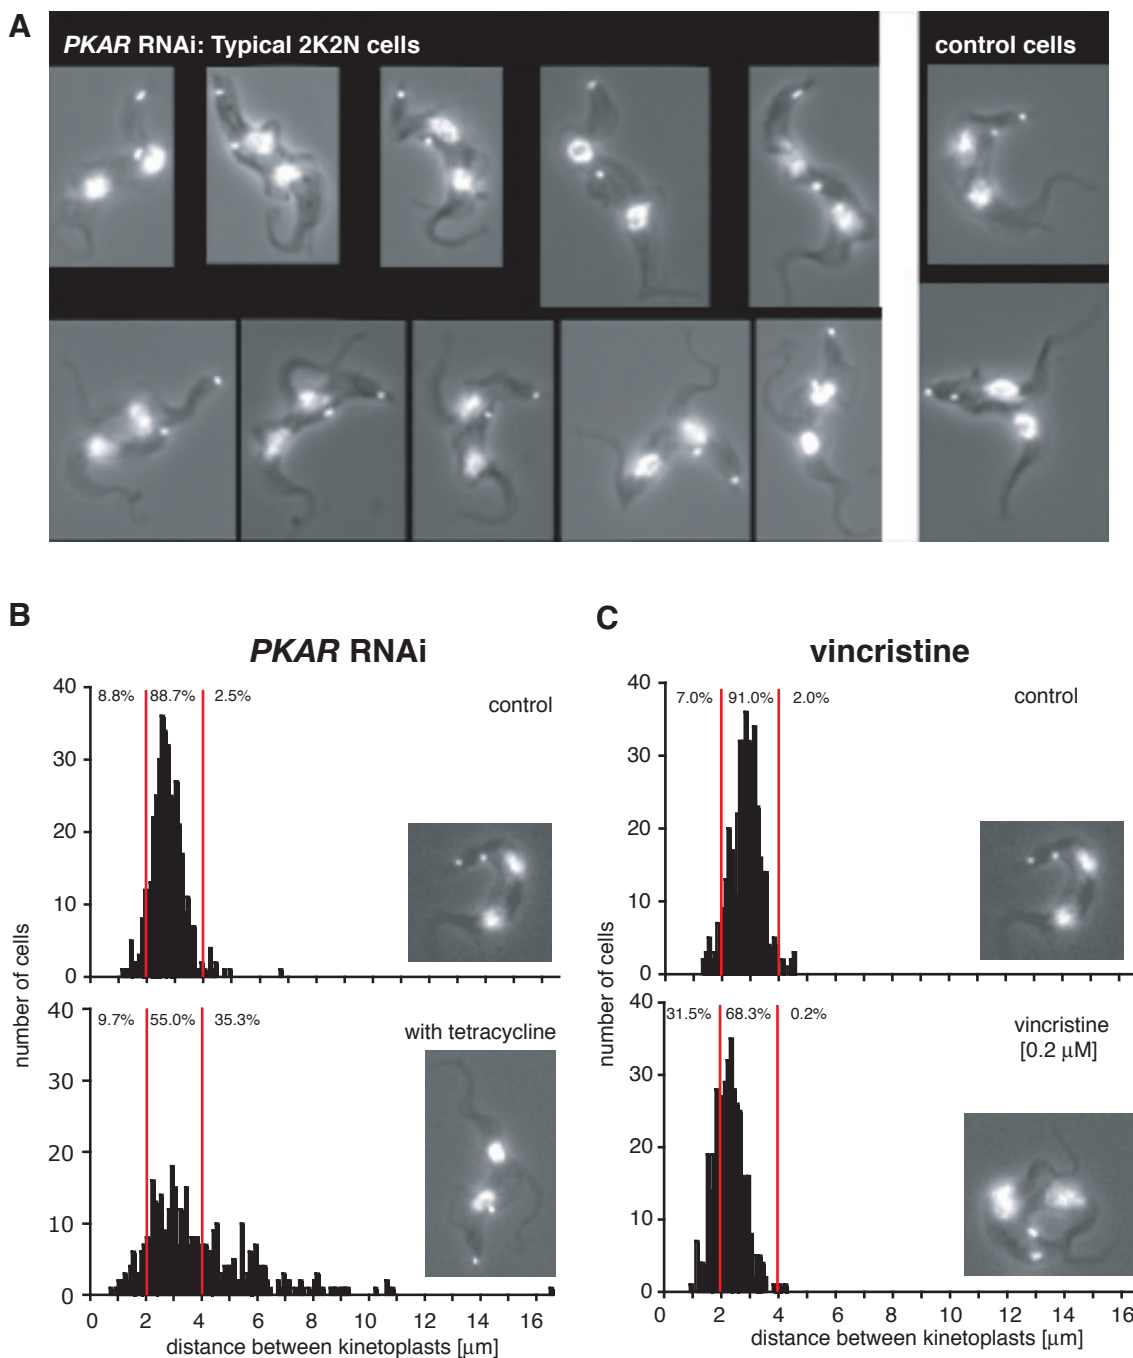 A
PKAR RNAi: Typical 2K2N cells
control cells
B
PKAR RNAi
8.8% 88.7% 2.5%
control
40
30
20
10
0
number of cells
9.7% 55.0% 35.3%
with tetracycline
40
30
20
10
0
0 2 4 6 8 10 12 14 16
distance between kinetoplasts [µm]
C
vincristine
7.0% 91.0% 2.0%
control
40
30
20
10
0
number of cells
31.5% 68.3% 0.2%
vincristine
[0.2 µM]
40
30
20
10
0
0 2 4 6 8 10 12 14 16
distance between kinetoplasts [µm]